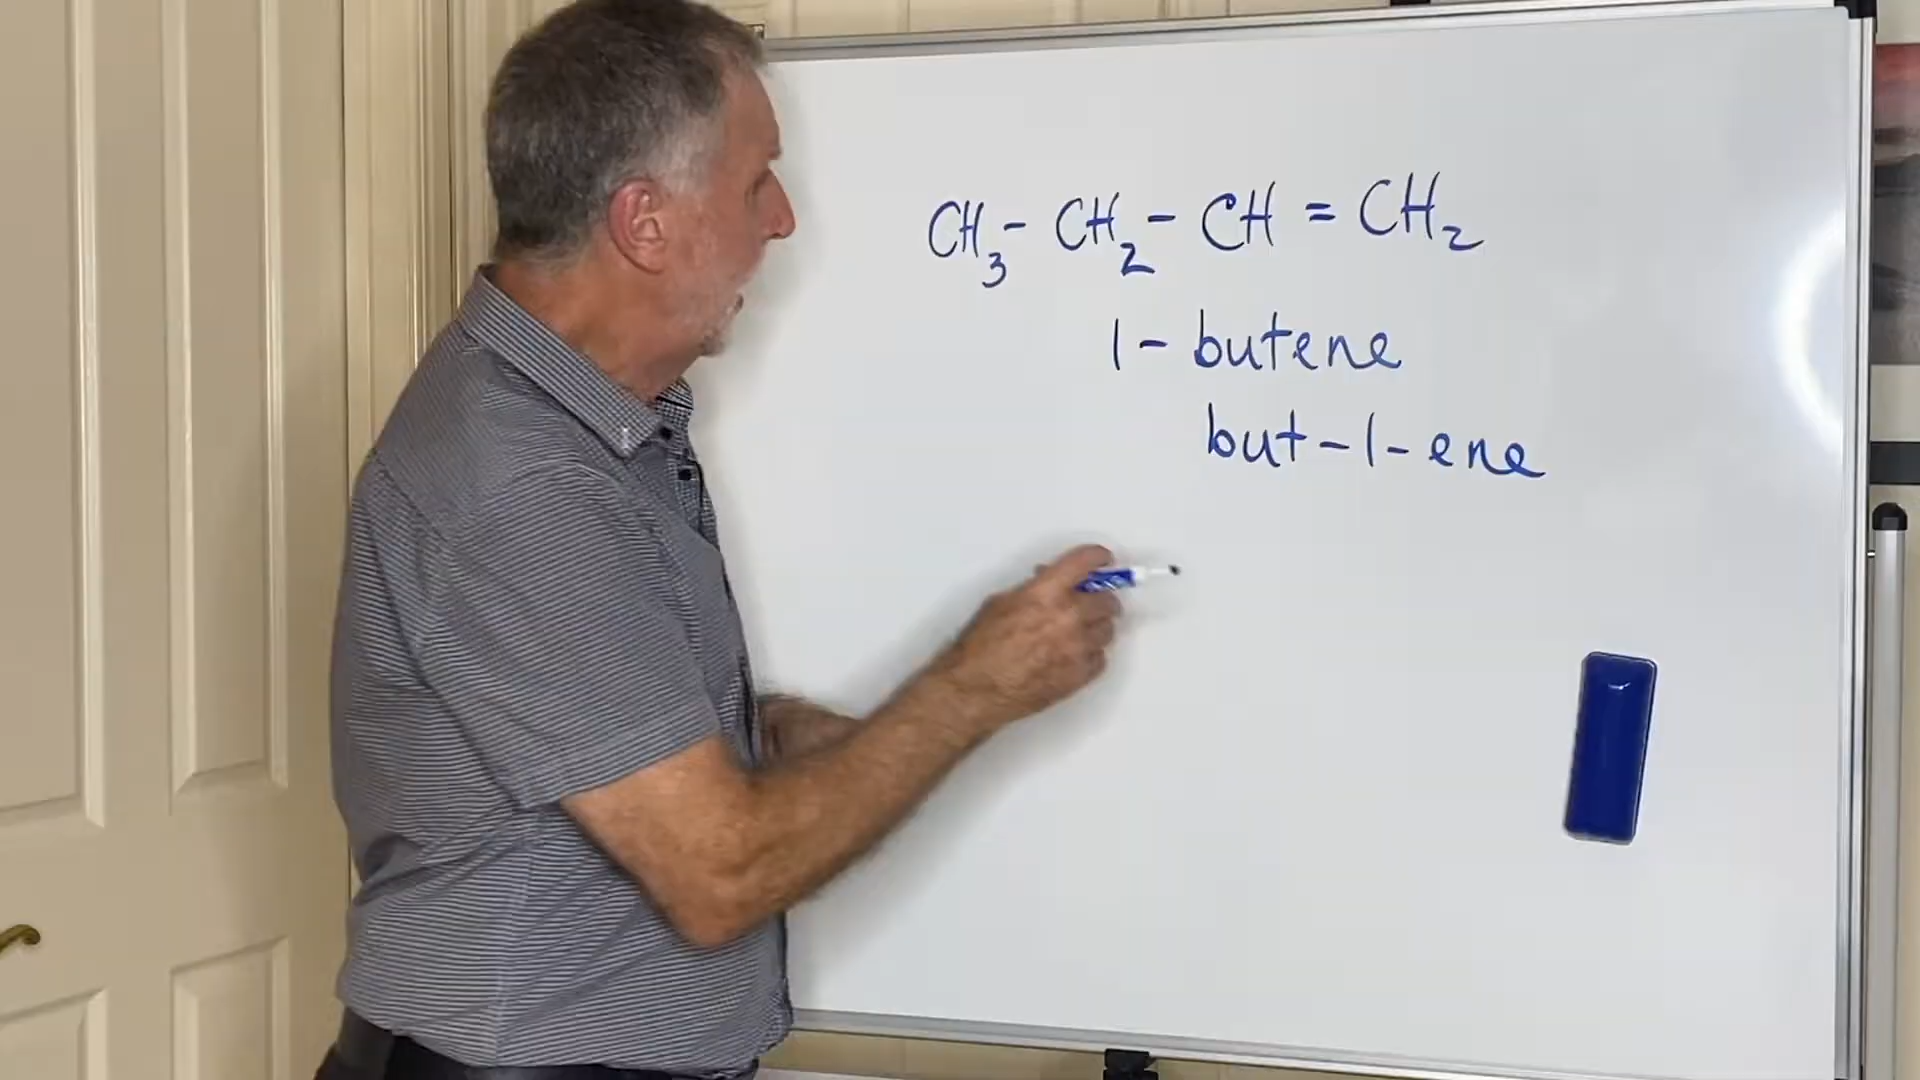 CH₃ - CH₂ - CH = CH₂
1 - butene
but - 1 - ene